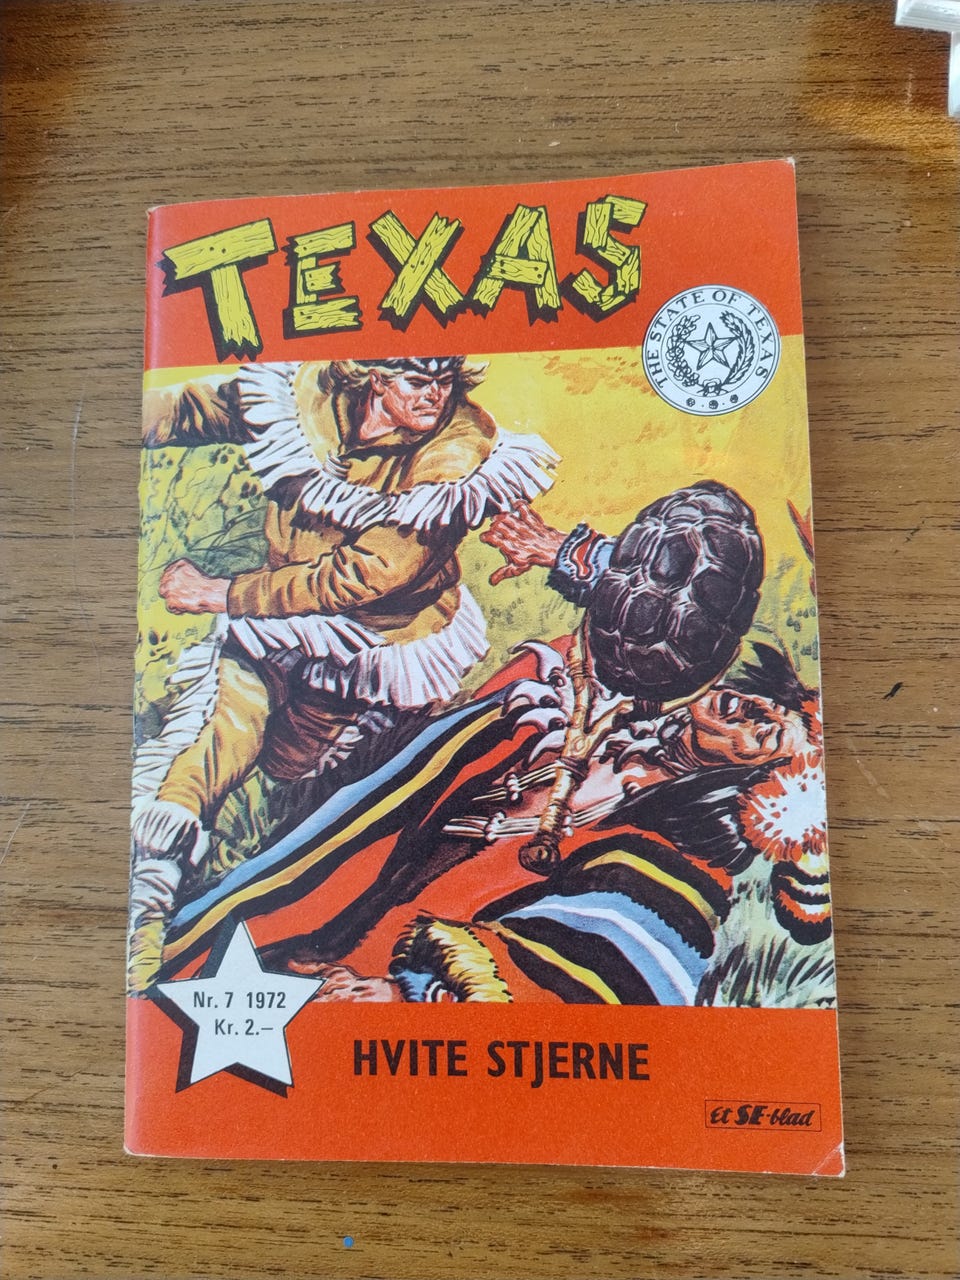 TEXAS
THE STATE OF TEXAS
Nr. 7 1972
Kr. 2.–
HVITE STJERNE
Et SE-blad